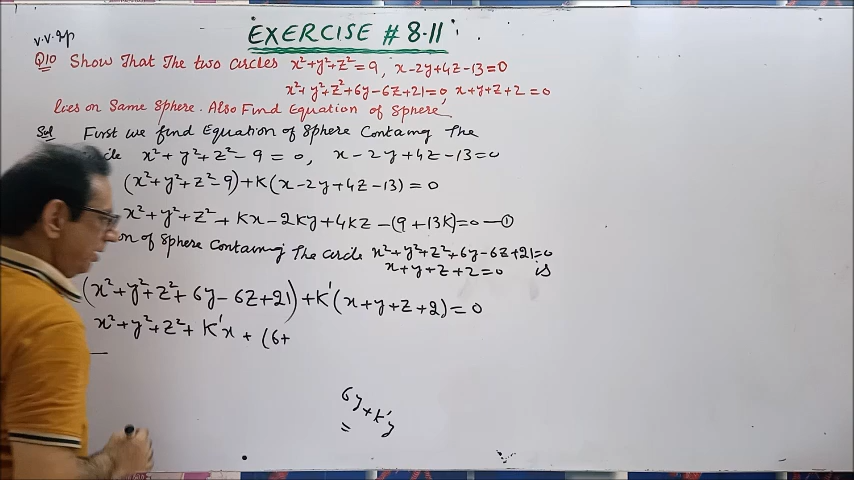 EXERCISE # 8.11
v.v.Ip
Q10 Show That The two circles x²+y²+z²=9, x-2y+4z-13=0
x²+y²+z²+6y-6z+21=0, x+y+z+2=0
lies on Same Sphere. Also Find Equation of Sphere
Sol First we find Equation of Sphere Containg The
x²+y²+z²-9=0, x-2y+4z-13=0
(x²+y²+z²-9)+K(x-2y+4z-13)=0
x²+y²+z²+Kx-2Ky+4Kz-(9+13K)=0 —①
of Sphere Containing The circle x²+y²+z²+6y-6z+21=0
x+y+z+2=0 is
(x²+y²+z²+6y-6z+21)+K'(x+y+z+2)=0
x²+y²+z²+K'x+(6+
6y+K'y
=